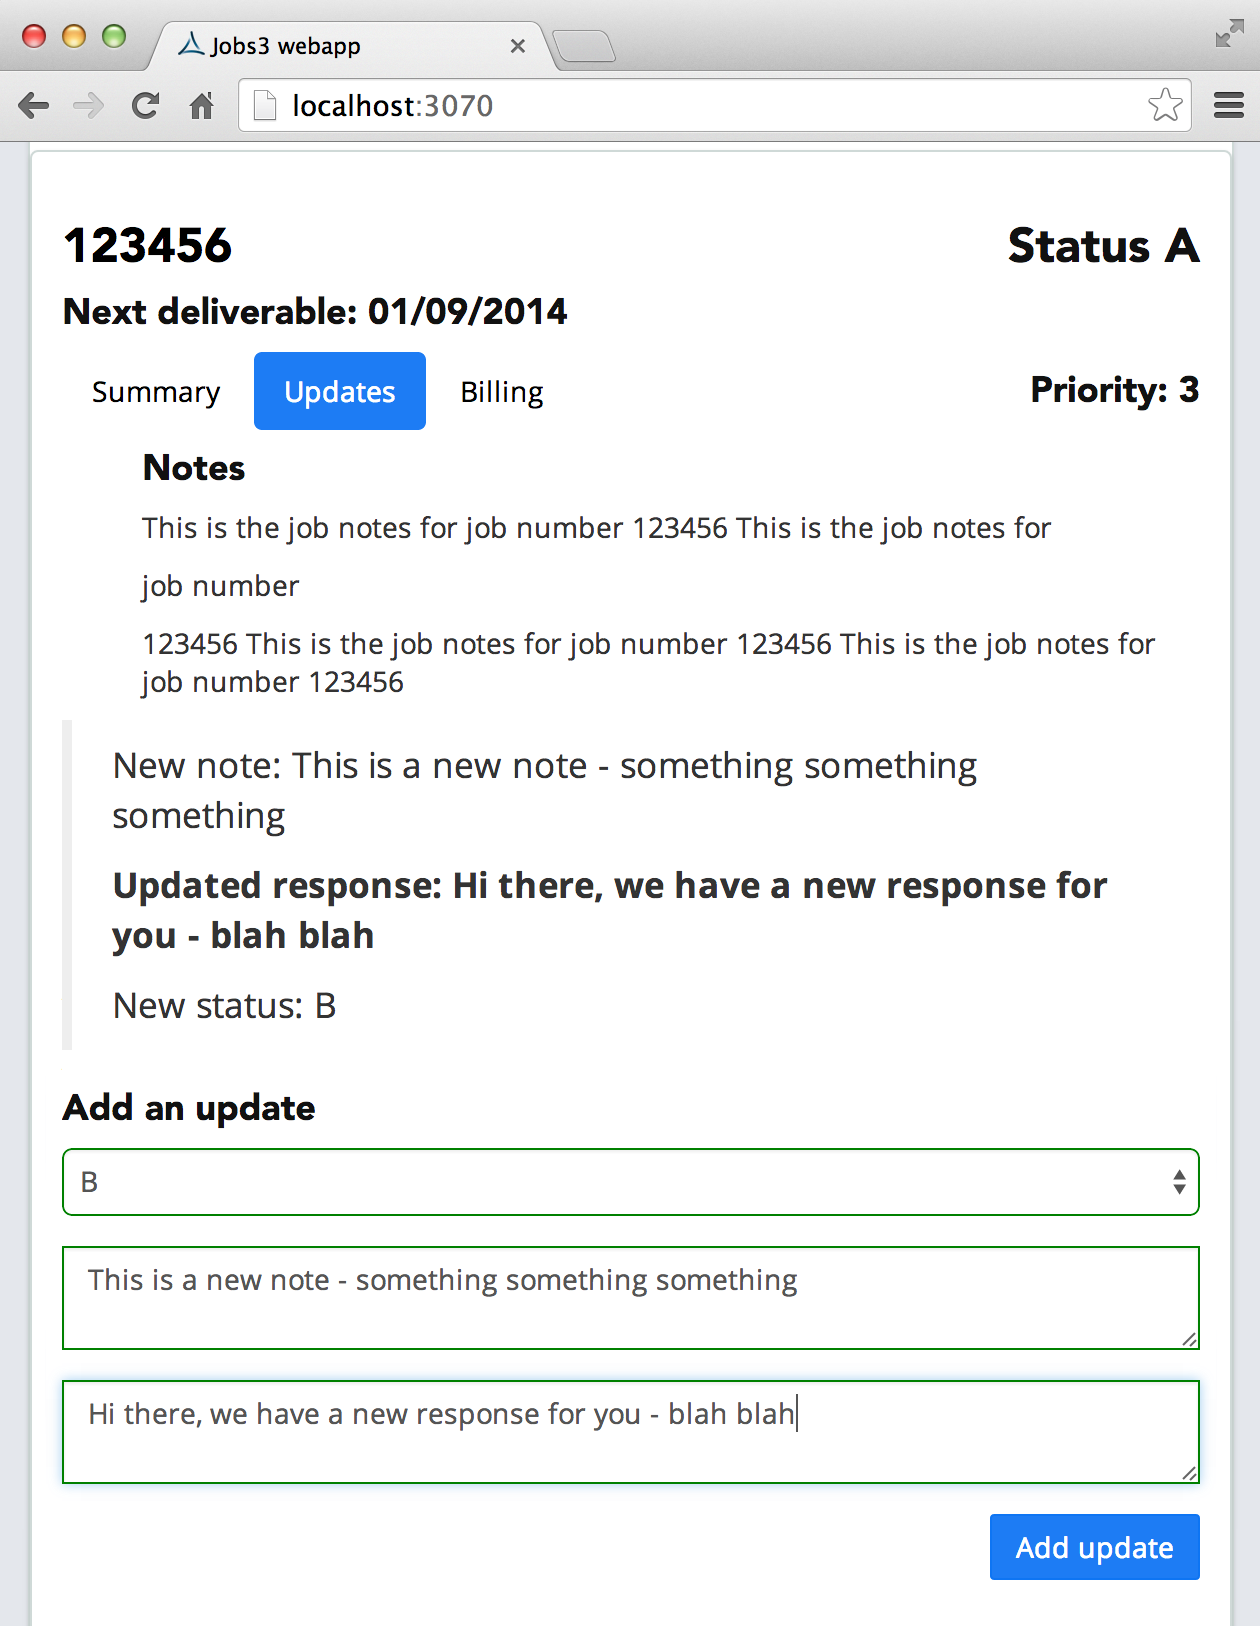 Jobs3 webapp
localhost:3070
123456
Status A
Next deliverable: 01/09/2014
Summary
Updates
Billing
Priority: 3
Notes
This is the job notes for job number 123456 This is the job notes for
job number
123456 This is the job notes for job number 123456 This is the job notes for
job number 123456
New note: This is a new note - something something
something
Updated response: Hi there, we have a new response for
you - blah blah
New status: B
Add an update
B
This is a new note - something something something
Hi there, we have a new response for you - blah blah
Add update